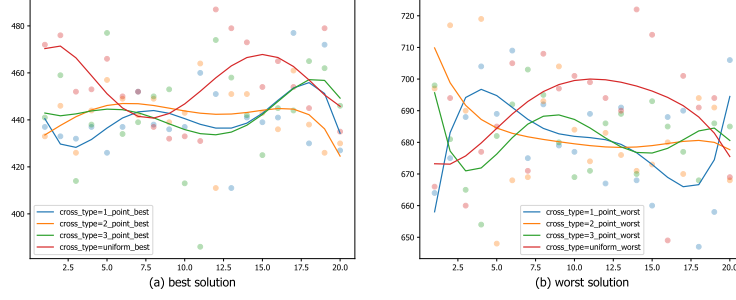 480
460
440
420
400
cross_type=1_point_best
cross_type=2_point_best
cross_type=3_point_best
cross_type=uniform_best
2.5 5.0 7.5 10.0 12.5 15.0 17.5 20.0
(a) best solution
720
710
700
690
680
670
660
650
cross_type=1_point_worst
cross_type=2_point_worst
cross_type=3_point_worst
cross_type=uniform_worst
2.5 5.0 7.5 10.0 12.5 15.0 17.5 20.0
(b) worst solution